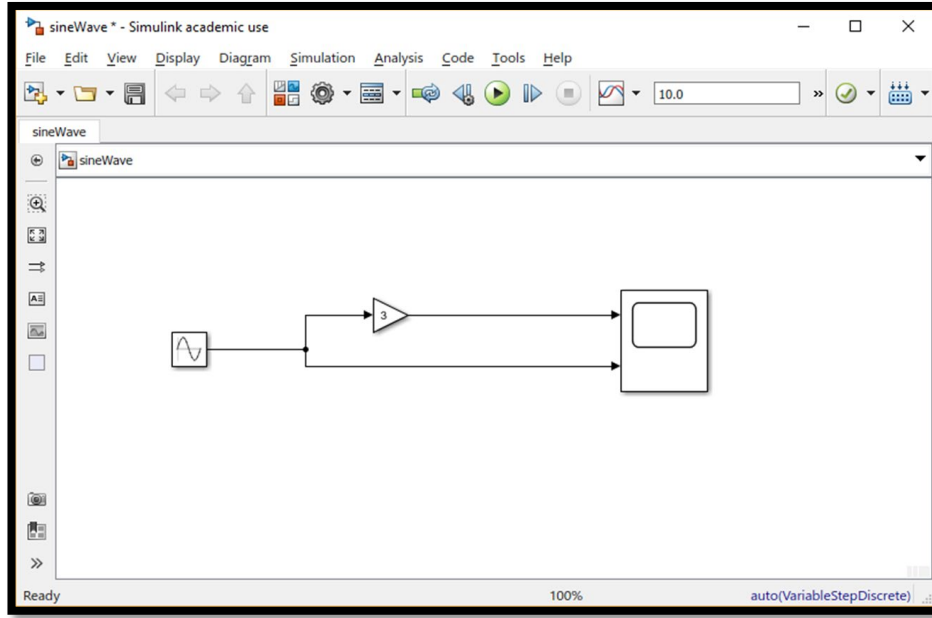 sineWave * - Simulink academic use
File Edit View Display Diagram Simulation Analysis Code Tools Help
10.0 »
sineWave
sineWave
3
Ready 100% auto(VariableStepDiscrete)